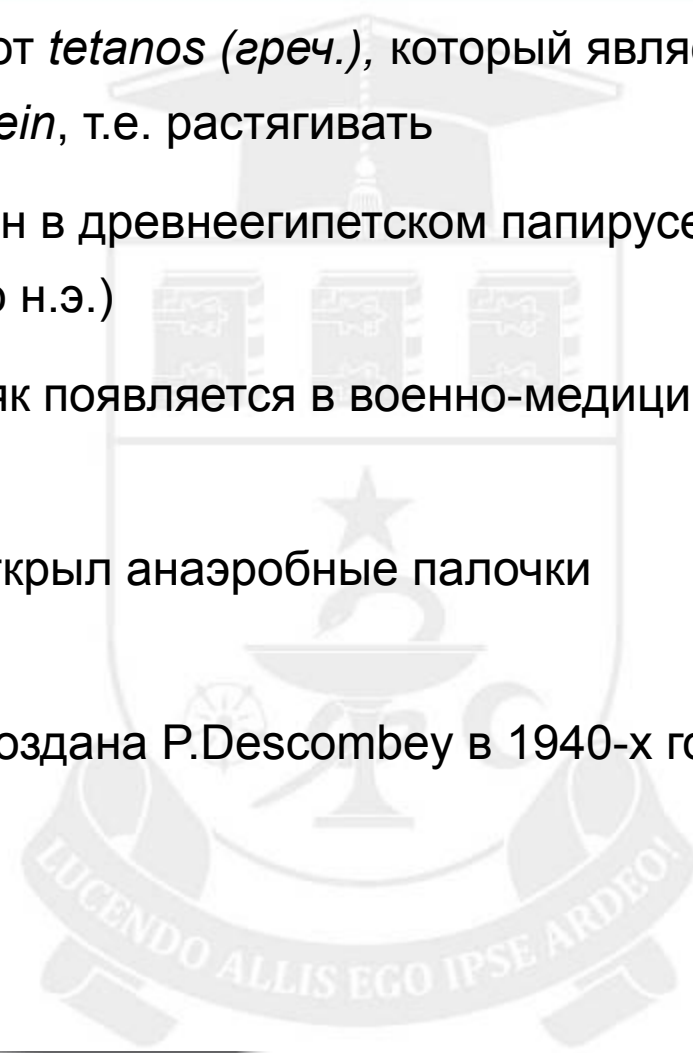 от tetanos (греч.), который являе
ein, т.е. растягивать
н в древнеегипетском папирусе
о н.э.)
як появляется в военно-медици
крыл анаэробные палочки
оздана P.Descombey в 1940-х го
LUCENDO ALLIS EGO IPSE ARDEO!